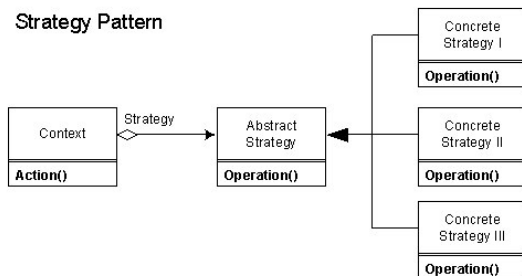 Strategy Pattern
Concrete
Strategy I
Operation()
Strategy
Context
Action()
Abstract
Strategy
Operation()
Concrete
Strategy II
Operation()
Concrete
Strategy III
Operation()